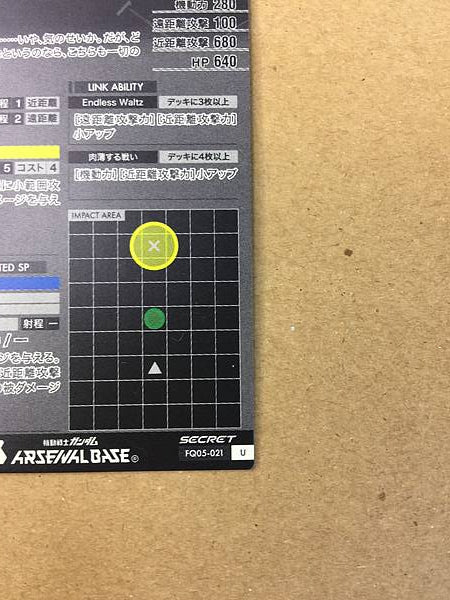 機動力 280
遠距離攻撃 100
近距離攻撃 680
HP 640
……いや、気のせいか。だが、ど
というのなら、こちらも一切の
LINK ABILITY
Endless Waltz デッキに3枚以上
[遠距離攻撃力][近距離攻撃力]
小アップ
肉薄する戦い デッキに4枚以上
[機動力][近距離攻撃力]小アップ
程 1 近距離
程 2 遠距離
5 コスト 4
に小範囲攻
ージを与え
TED SP
射程 ー
/ ー
ジを与える。
近距離攻撃
の被ダメージ
IMPACT AREA
機動戦士ガンダム
ARSENAL BASE®
SECRET
FQ05-021 U